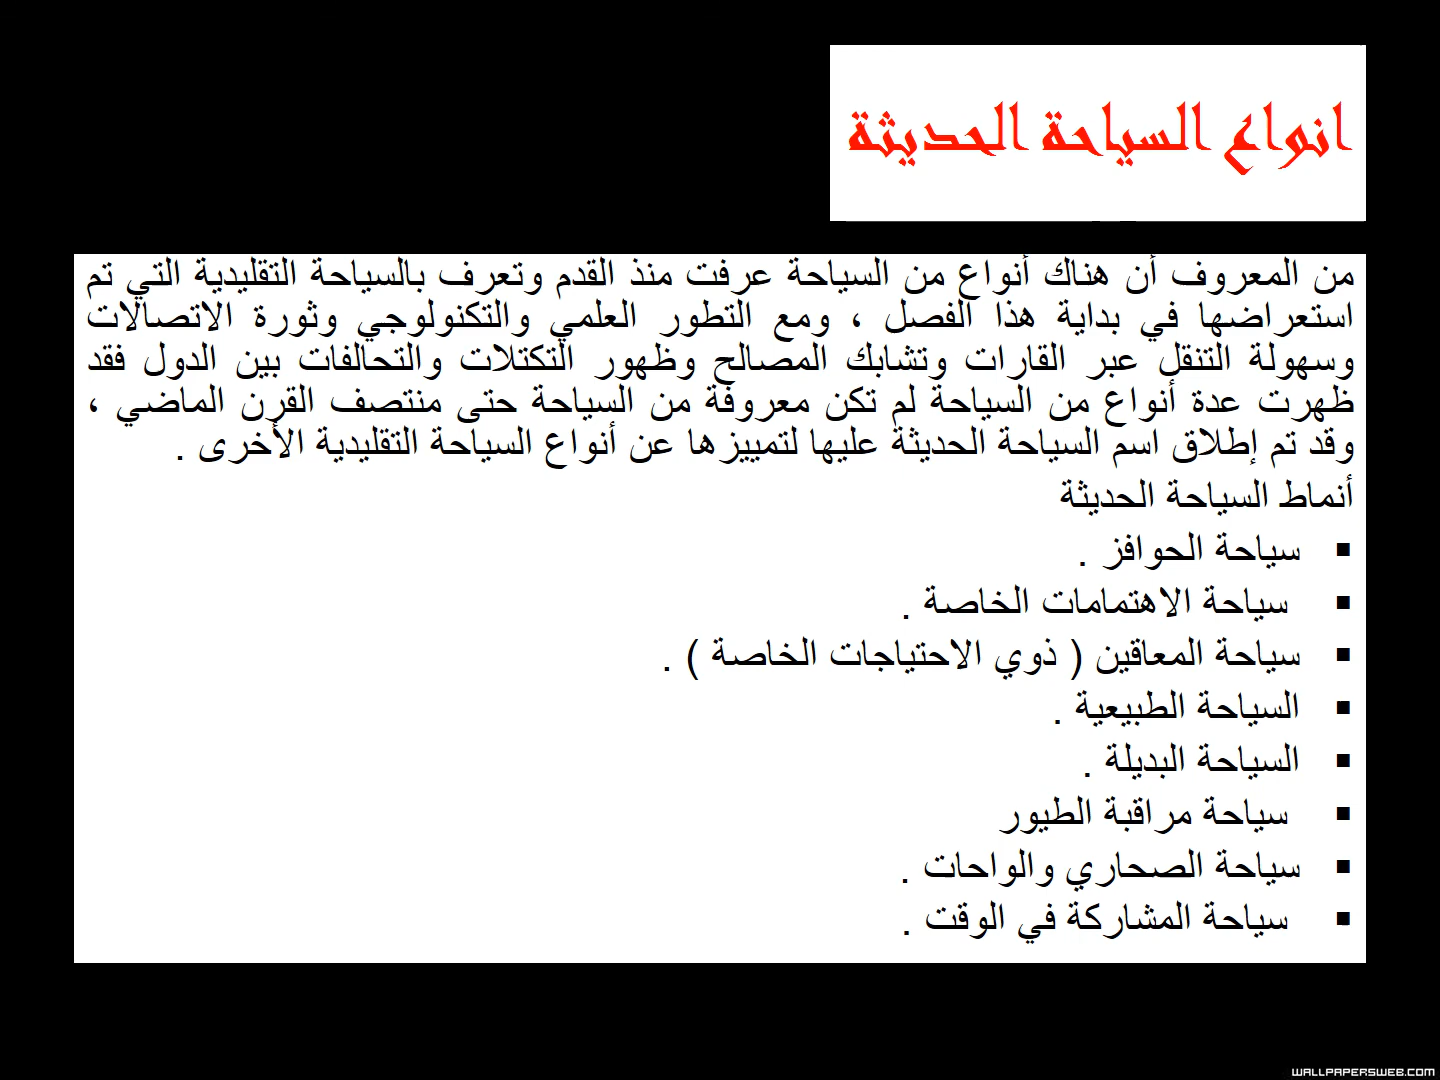 انواع السياحة الحديثة
من المعروف أن هناك أنواع من السياحة عرفت منذ القدم وتعرف بالسياحة التقليدية التي تم
استعراضها في بداية هذا الفصل ، ومع التطور العلمي والتكنولوجي وثورة الاتصالات
وسهولة التنقل عبر القارات وتشابك المصالح وظهور التكتلات والتحالفات بين الدول فقد
ظهرت عدة أنواع من السياحة لم تكن معروفة من السياحة حتى منتصف القرن الماضي ،
وقد تم إطلاق اسم السياحة الحديثة عليها لتمييزها عن أنواع السياحة التقليدية الأخرى .
أنماط السياحة الحديثة
▪ سياحة الحوافز .
▪ سياحة الاهتمامات الخاصة .
▪ سياحة المعاقين ( ذوي الاحتياجات الخاصة ) .
▪ السياحة الطبيعية .
▪ السياحة البديلة .
▪ سياحة مراقبة الطيور
▪ سياحة الصحاري والواحات .
▪ سياحة المشاركة في الوقت .
WALLPAPERSWEB.COM